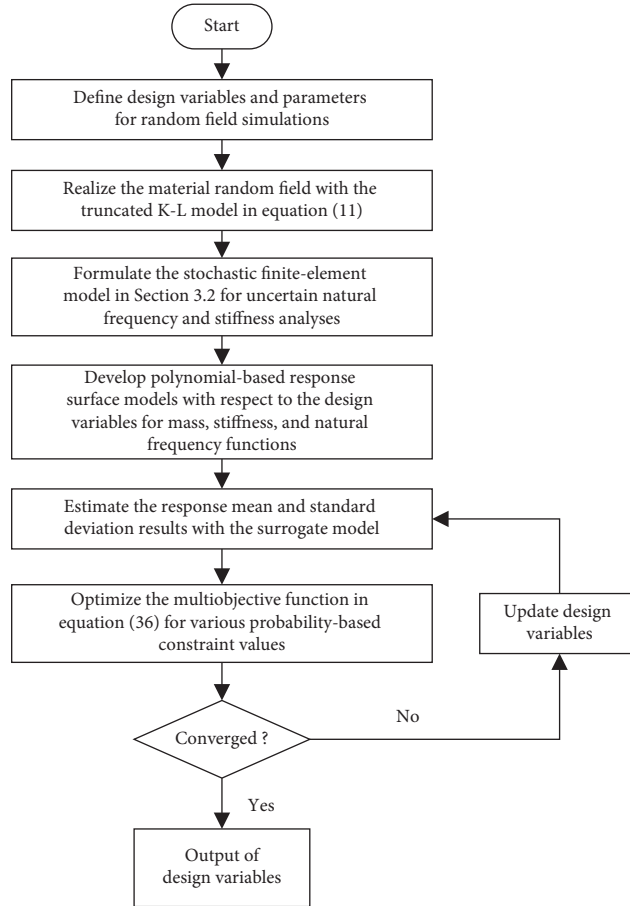 Start
Define design variables and parameters
for random field simulations
Realize the material random field with the
truncated K-L model in equation (11)
Formulate the stochastic finite-element
model in Section 3.2 for uncertain natural
frequency and stiffness analyses
Develop polynomial-based response
surface models with respect to the design
variables for mass, stiffness, and natural
frequency functions
Estimate the response mean and standard
deviation results with the surrogate model
Optimize the multiobjective function in
equation (36) for various probability-based
constraint values
Update design
variables
Converged ?
No
Yes
Output of
design variables